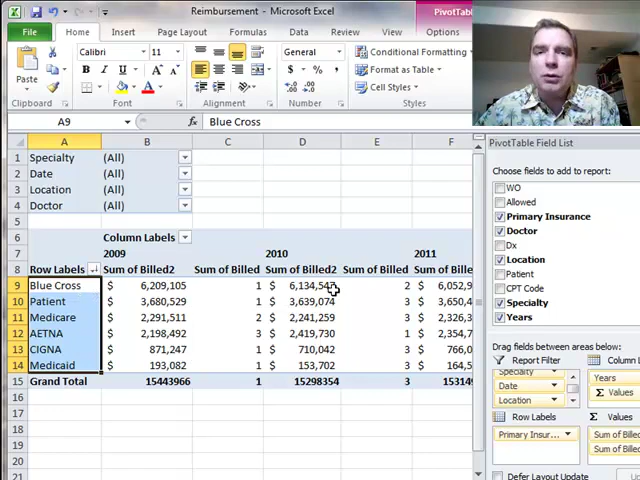 Reimbursement - Microsoft Excel
PivotTable
File Home Insert Page Layout Formulas Data Review View Options
Paste
Calibri 11
B I U
General
$ % ,
Conditional Formatting
Format as Table
Cell Styles
Clipboard Font Alignment Number Styles
A9 fx Blue Cross
A B C D E F
1 Specialty (All)
2 Date (All)
3 Location (All)
4 Doctor (All)
5
6 Column Labels
7 2009 2010 2011
8 Row Labels Sum of Billed2 Sum of Billed Sum of Billed2 Sum of Billed Sum of
9 Blue Cross $ 6,209,105 1 $ 6,134,547 2 $ 6,052,9
10 Patient $ 3,680,529 1 $ 3,639,074 3 $ 3,650,4
11 Medicare $ 2,291,511 2 $ 2,241,259 3 $ 2,326,3
12 AETNA $ 2,198,492 3 $ 2,419,730 1 $ 2,354,7
13 CIGNA $ 871,247 1 $ 710,042 3 $ 766,0
14 Medicaid $ 193,082 1 $ 153,702 3 $ 164,5
15 Grand Total 15443966 1 15298354 3 153149
16
17
18
19
20
21
PivotTable Field List
Choose fields to add to report:
WO
Allowed
Primary Insurance
Doctor
Dx
Location
Patient
CPT Code
Specialty
Years
Drag fields between areas below:
Report Filter Column L
Specialty
Date
Location
Years
Σ Values
Row Labels Σ Values
Primary Insur...
Sum of Bill
Sum of Bill
Defer Layout Update